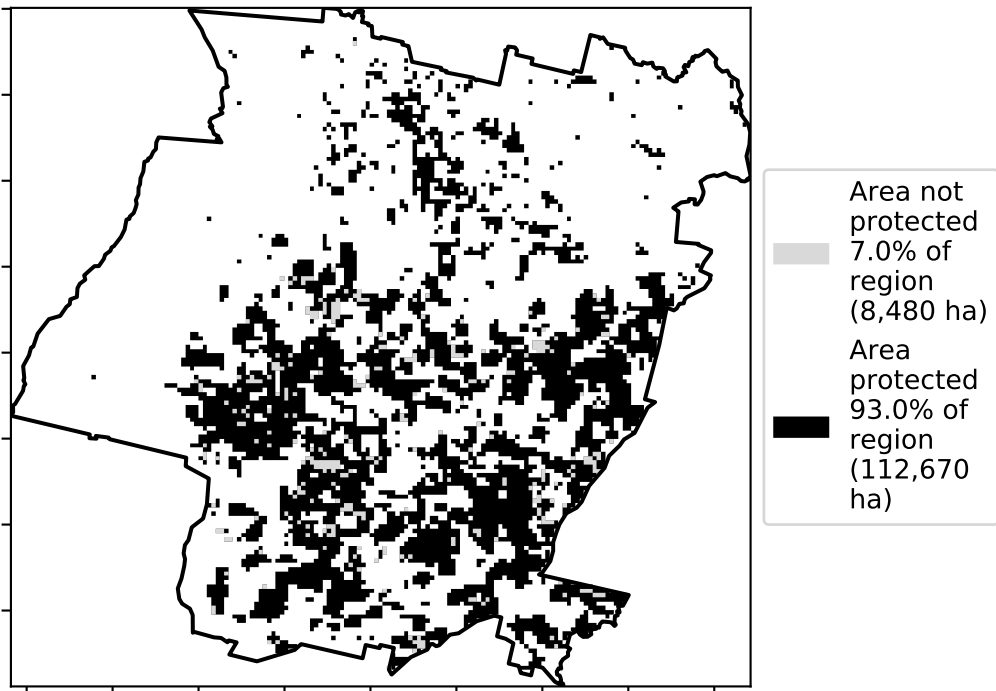 Area not
protected
7.0% of
region
(8,480 ha)
Area
protected
93.0% of
region
(112,670
ha)